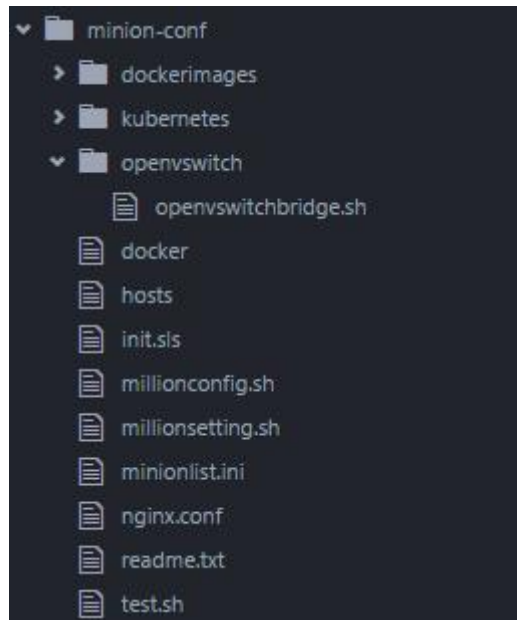 minion-conf
dockerimages
kubernetes
openvswitch
openvswitchbridge.sh
docker
hosts
init.sls
millionconfig.sh
millionsetting.sh
minionlist.ini
nginx.conf
readme.txt
test.sh